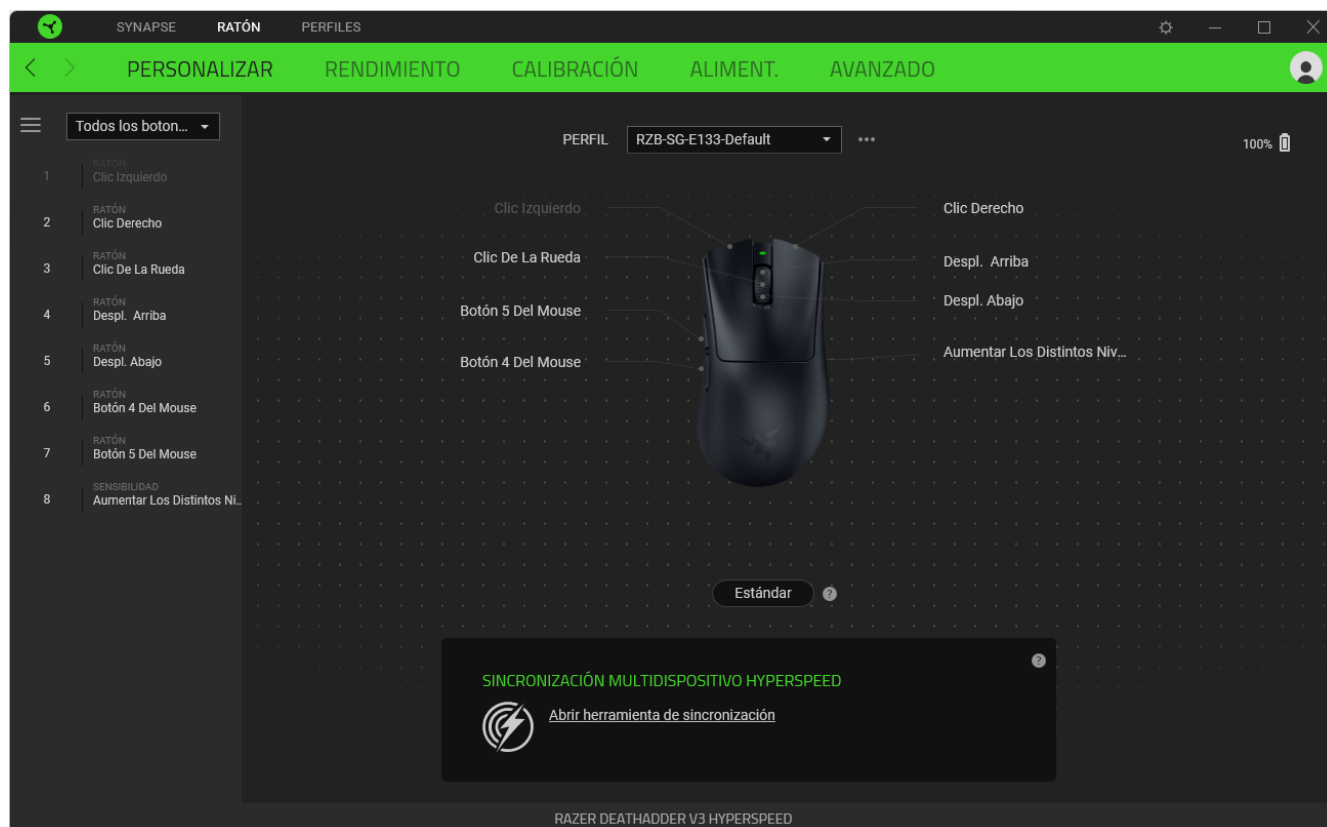 SYNAPSE RATÓN PERFILES
PERSONALIZAR RENDIMIENTO CALIBRACIÓN ALIMENT. AVANZADO
Todos los boton...
PERFIL RZB-SG-E133-Default
100%
RATÓN
1 Clic Izquierdo
RATÓN
2 Clic Derecho
RATÓN
3 Clic De La Rueda
RATÓN
4 Despl. Arriba
RATÓN
5 Despl. Abajo
RATÓN
6 Botón 4 Del Mouse
RATÓN
7 Botón 5 Del Mouse
SENSIBILIDAD
8 Aumentar Los Distintos Ni...
Clic Izquierdo
Clic De La Rueda
Botón 5 Del Mouse
Botón 4 Del Mouse
Clic Derecho
Despl. Arriba
Despl. Abajo
Aumentar Los Distintos Niv...
Estándar ?
?
SINCRONIZACIÓN MULTIDISPOSITIVO HYPERSPEED
Abrir herramienta de sincronización
RAZER DEATHADDER V3 HYPERSPEED